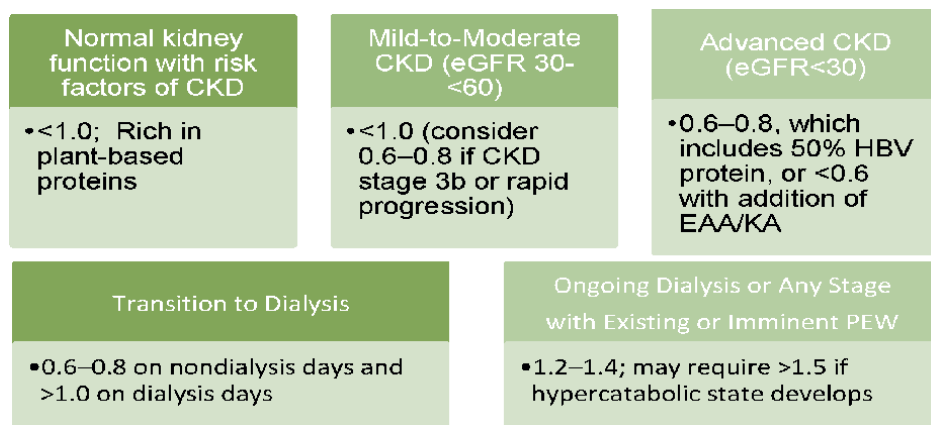 Normal kidney
function with risk
factors of CKD
•<1.0; Rich in
plant-based
proteins
Mild-to-Moderate
CKD (eGFR 30-
<60)
•<1.0 (consider
0.6–0.8 if CKD
stage 3b or rapid
progression)
Advanced CKD
(eGFR<30)
•0.6–0.8, which
includes 50% HBV
protein, or <0.6
with addition of
EAA/KA
Transition to Dialysis
•0.6–0.8 on nondialysis days and
>1.0 on dialysis days
Ongoing Dialysis or Any Stage
with Existing or Imminent PEW
•1.2–1.4; may require >1.5 if
hypercatabolic state develops